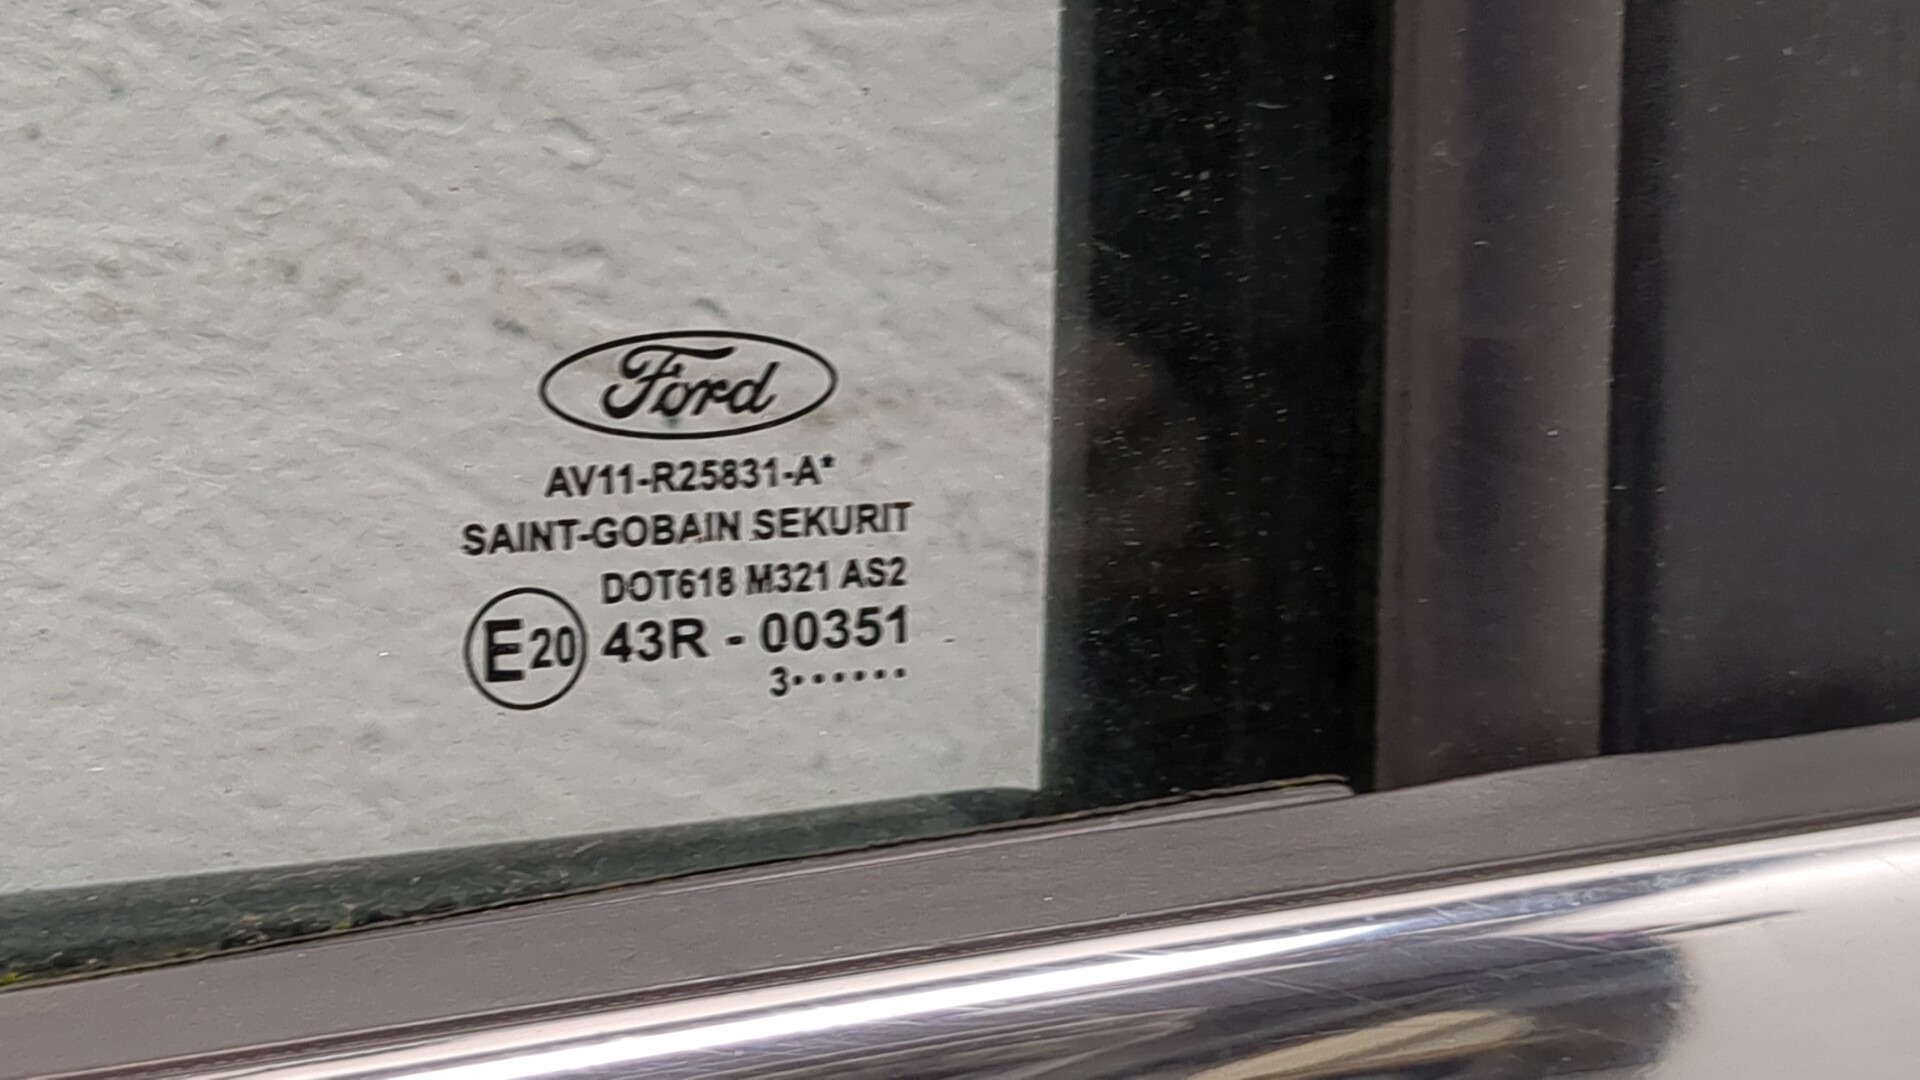 Ford
AV11-R25831-A*
SAINT-GOBAIN SEKURIT
DOT618 M321 AS2
E20 43R - 00351
3••••••